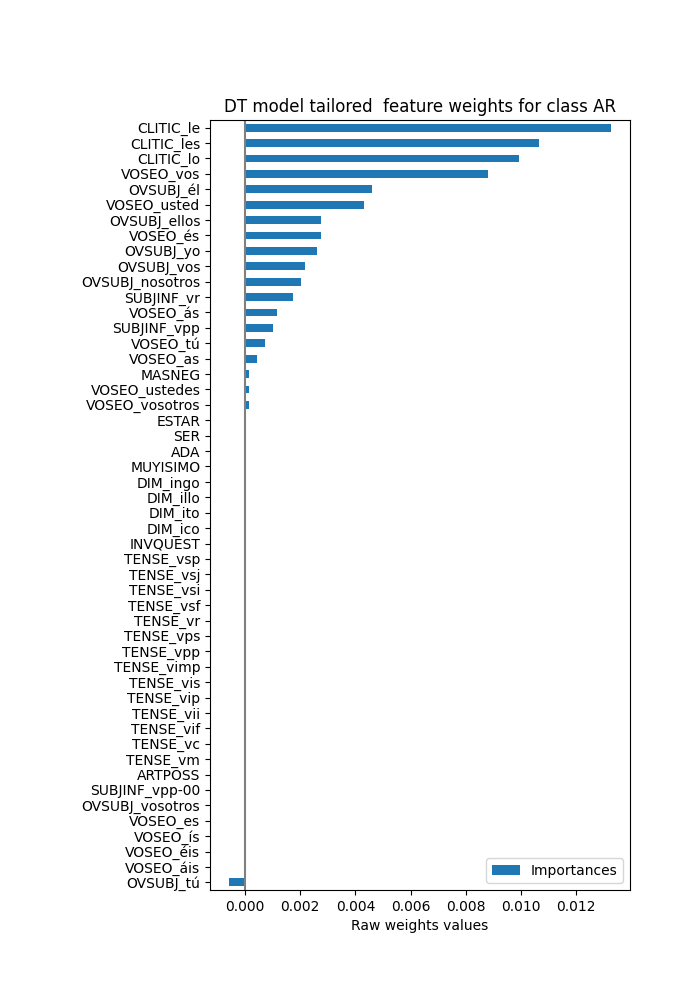 DT model tailored  feature weights for class AR
CLITIC_le
CLITIC_les
CLITIC_lo
VOSEO_vos
OVSUBJ_él
VOSEO_usted
OVSUBJ_ellos
VOSEO_és
OVSUBJ_yo
OVSUBJ_vos
OVSUBJ_nosotros
SUBJINF_vr
VOSEO_ás
SUBJINF_vpp
VOSEO_tú
VOSEO_as
MASNEG
VOSEO_ustedes
VOSEO_vosotros
ESTAR
SER
ADA
MUYISIMO
DIM_ingo
DIM_illo
DIM_ito
DIM_ico
INVQUEST
TENSE_vsp
TENSE_vsj
TENSE_vsi
TENSE_vsf
TENSE_vr
TENSE_vps
TENSE_vpp
TENSE_vimp
TENSE_vis
TENSE_vip
TENSE_vii
TENSE_vif
TENSE_vc
TENSE_vm
ARTPOSS
SUBJINF_vpp-00
OVSUBJ_vosotros
VOSEO_es
VOSEO_ís
VOSEO_éis
VOSEO_áis
OVSUBJ_tú
Importances
0.000 0.002 0.004 0.006 0.008 0.010 0.012
Raw weights values